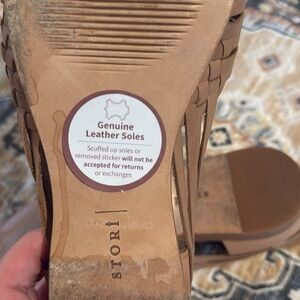 Genuine
Leather Soles
Scuffed up soles or
removed sticker will not be
accepted for returns
or exchanges
STORI